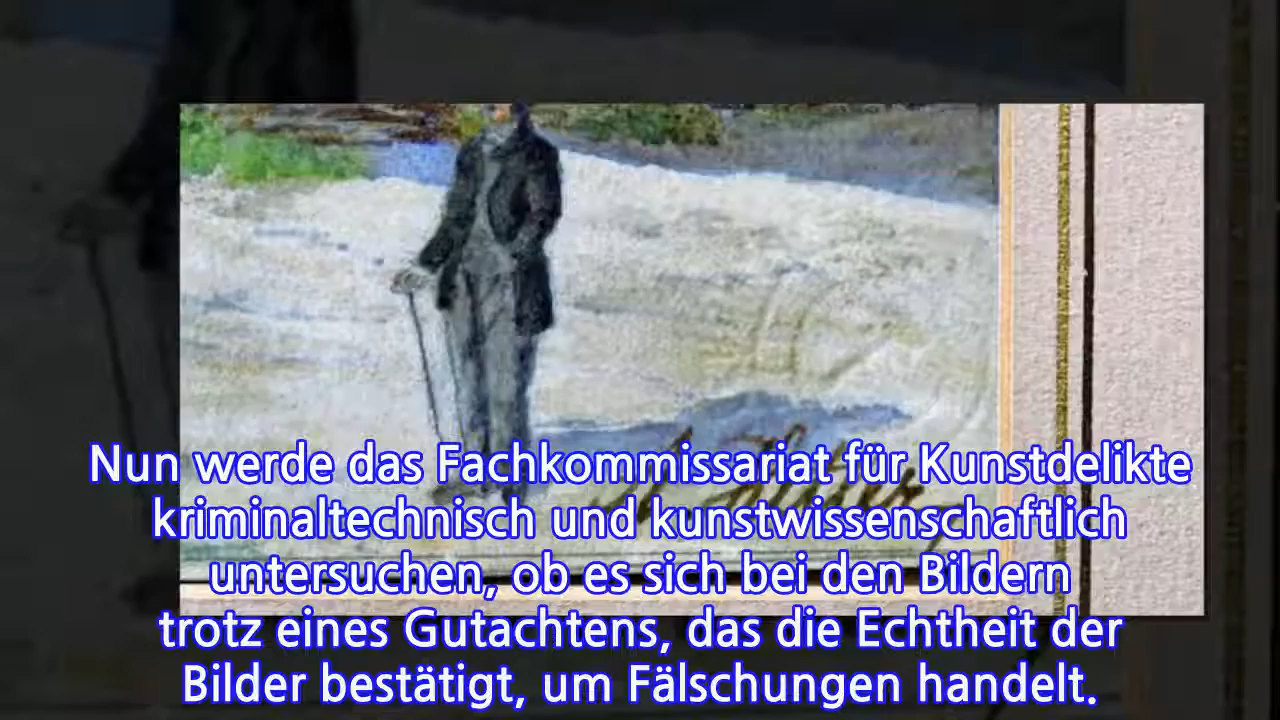 Nun werde das Fachkommissariat für Kunstdelikte
kriminaltechnisch und kunstwissenschaftlich
untersuchen, ob es sich bei den Bildern
trotz eines Gutachtens, das die Echtheit der
Bilder bestätigt, um Fälschungen handelt.